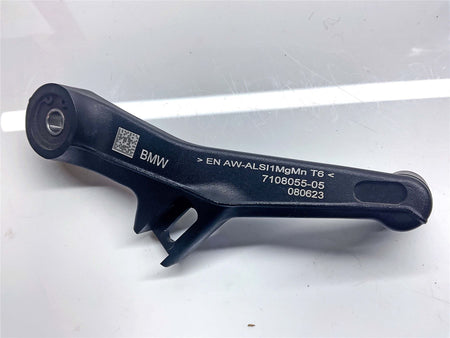 BMW
> EN AW-ALSI1MgMn T6 <
7108055-05
080623